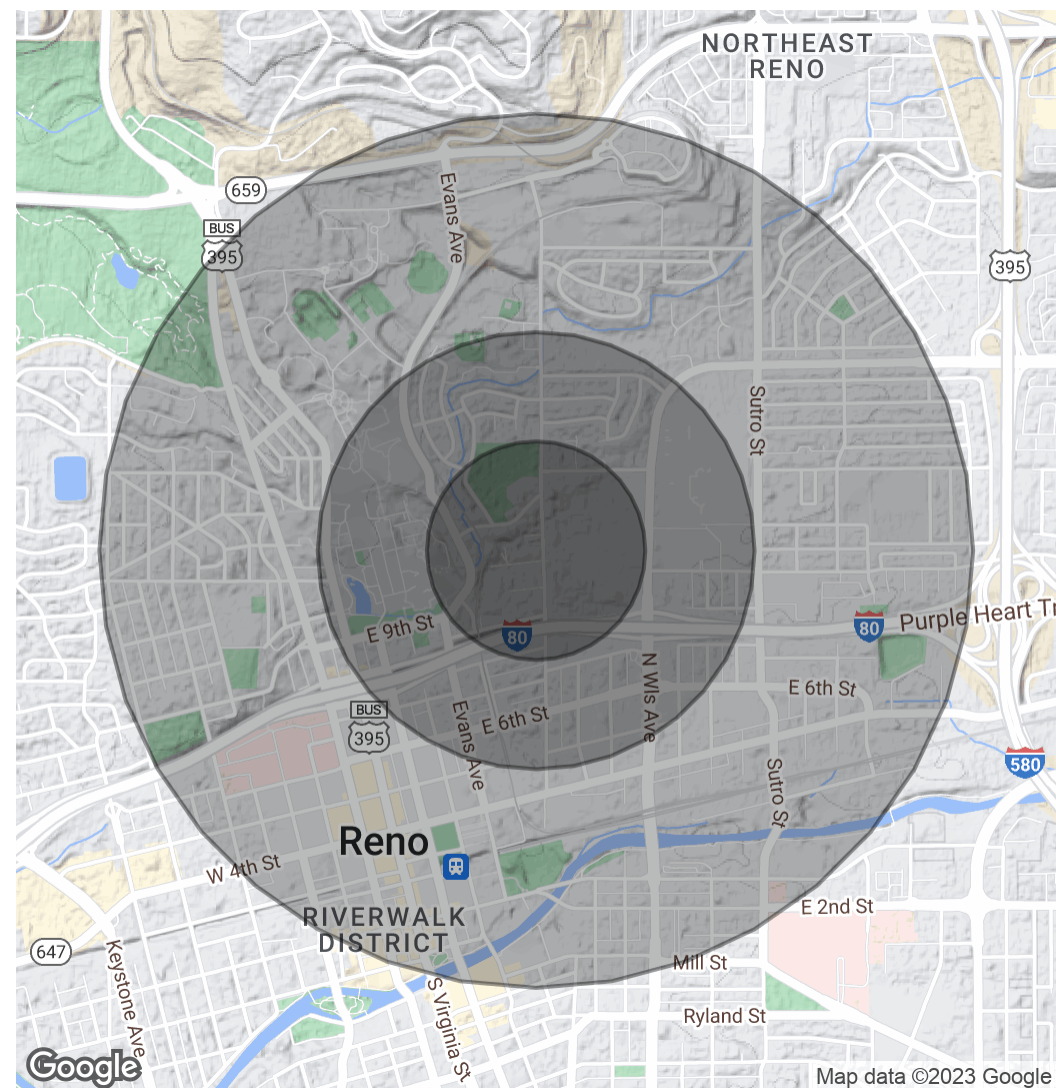 NORTHEAST
RENO
659
Evans Ave
BUS
395
395
Sutro St
80
80
Purple Heart Tr
E 9th St
N Wls Ave
E 6th St
BUS
395
Evans Ave
E 6th St
580
Sutro St
Reno
W 4th St
RIVERWALK
DISTRICT
E 2nd St
647
Keystone Ave
Mill St
S Virginia St
Ryland St
Google
Map data ©2023 Google